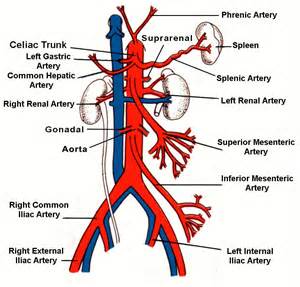 Phrenic Artery
Celiac Trunk
Suprarenal
Left Gastric
Artery
Spleen
Common Hepatic
Artery
Splenic Artery
Right Renal Artery
Left Renal Artery
Gonadal
Aorta
Superior Mesenteric
Artery
Inferior Mesenteric
Artery
Right Common
Iliac Artery
Right External
Iliac Artery
Left Internal
Iliac Artery